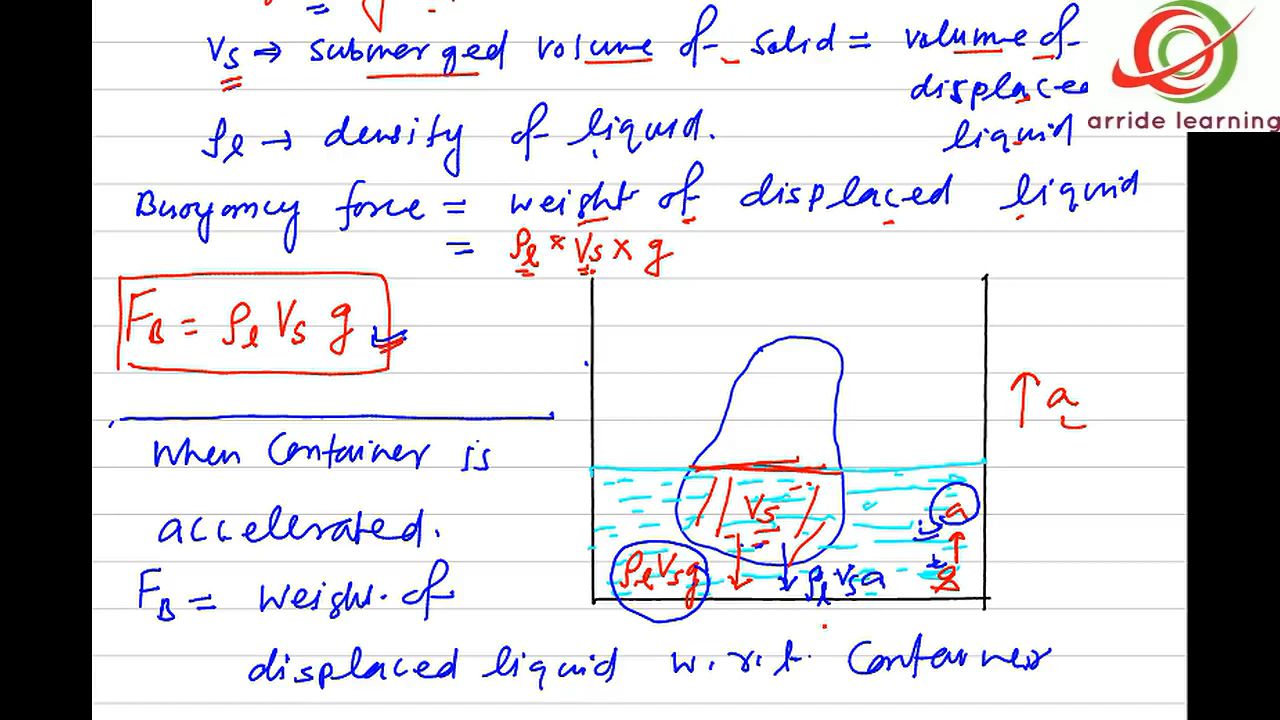 Vs ⇒ submerged volume of solid = volume of
displaced
liquid
ρl → density of liquid.
arride learning
Buoyancy force = weight of displaced liquid
= ρl × Vs × g
FB = ρl Vs g
↑ a
When Container is
accelerated.
Vs
a
ρl Vs g
ρl Vs a
g
FB = weight of
displaced liquid w.r.t. Container